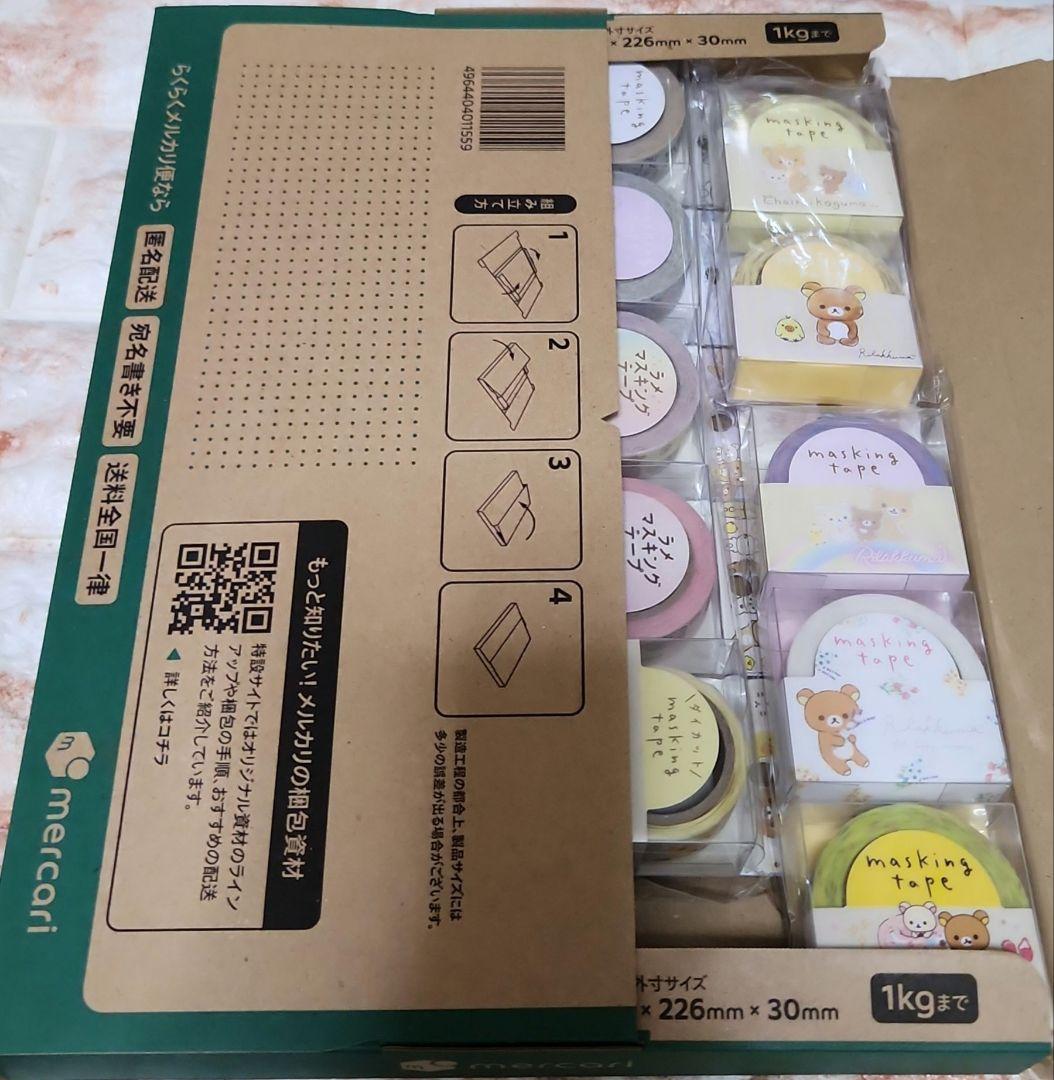 らくらくメルカリ便なら
匿名配送
宛名書き不要
送料全国一律
mercari
4964404011559
組み立て方
1
2
3
4
製造工程の都合上、製品サイズには
多少の誤差が出る場合がございます。
もっと知りたい！メルカリの梱包資材
特設サイトではオリジナル資材のライン
アップや梱包の手順、おすすめの配送
方法をご紹介しています。
◀ 詳しくはコチラ
外寸サイズ
× 226mm × 30mm
1kgまで
masking
tape
ラメ
マスキング
テープ
ラメ
マスキング
テープ
\ダイカット/
masking
tape
masking
tape
Chairoikoguma
Rilakkuma
masking
tape
Rilakkuma
masking
tape
Rilakkuma
masking
tape
外寸サイズ
× 226mm × 30mm
1kgまで
mercari